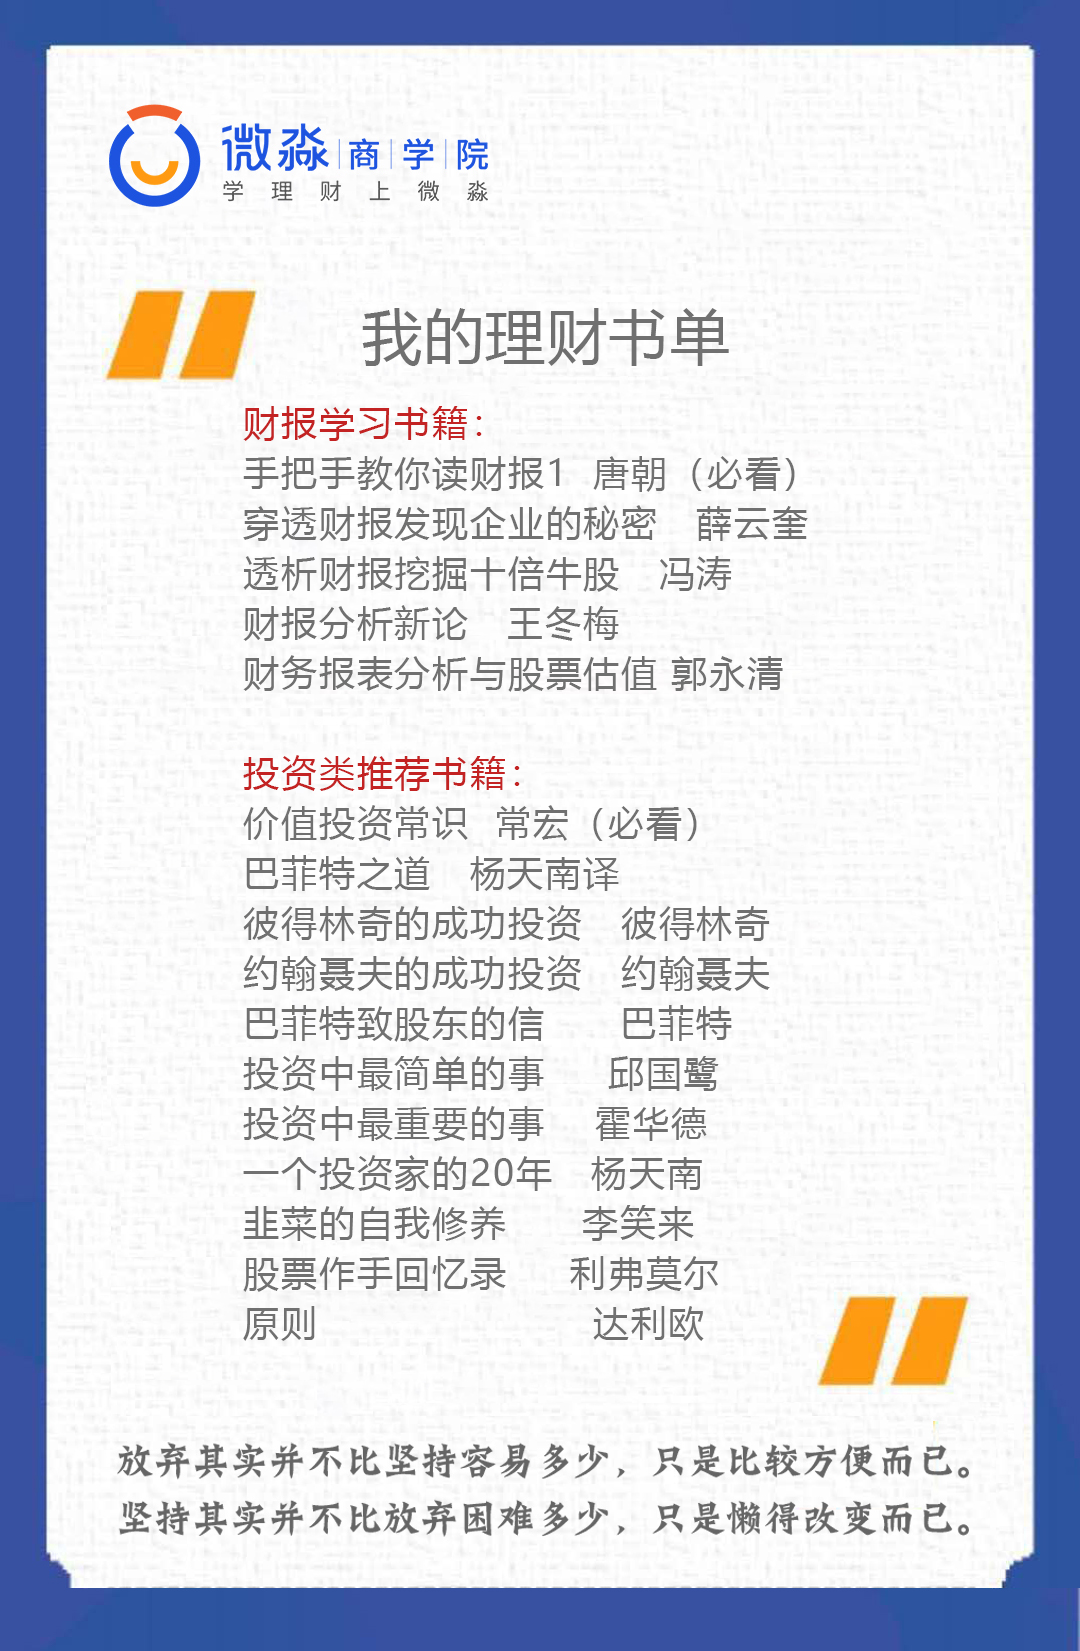 微淼 商 学 院
学理财上微淼
我的理财书单
财报学习书籍：
手把手教你读财报1 唐朝（必看）
穿透财报发现企业的秘密 薛云奎
透析财报挖掘十倍牛股 冯涛
财报分析新论 王冬梅
财务报表分析与股票估值 郭永清
投资类推荐书籍：
价值投资常识 常宏（必看）
巴菲特之道 杨天南译
彼得林奇的成功投资 彼得林奇
约翰聂夫的成功投资 约翰聂夫
巴菲特致股东的信 巴菲特
投资中最简单的事 邱国鹭
投资中最重要的事 霍华德
一个投资家的20年 杨天南
韭菜的自我修养 李笑来
股票作手回忆录 利弗莫尔
原则 达利欧
放弃其实并不比坚持容易多少，只是比较方便而已。
坚持其实并不比放弃困难多少，只是懒得改变而已。